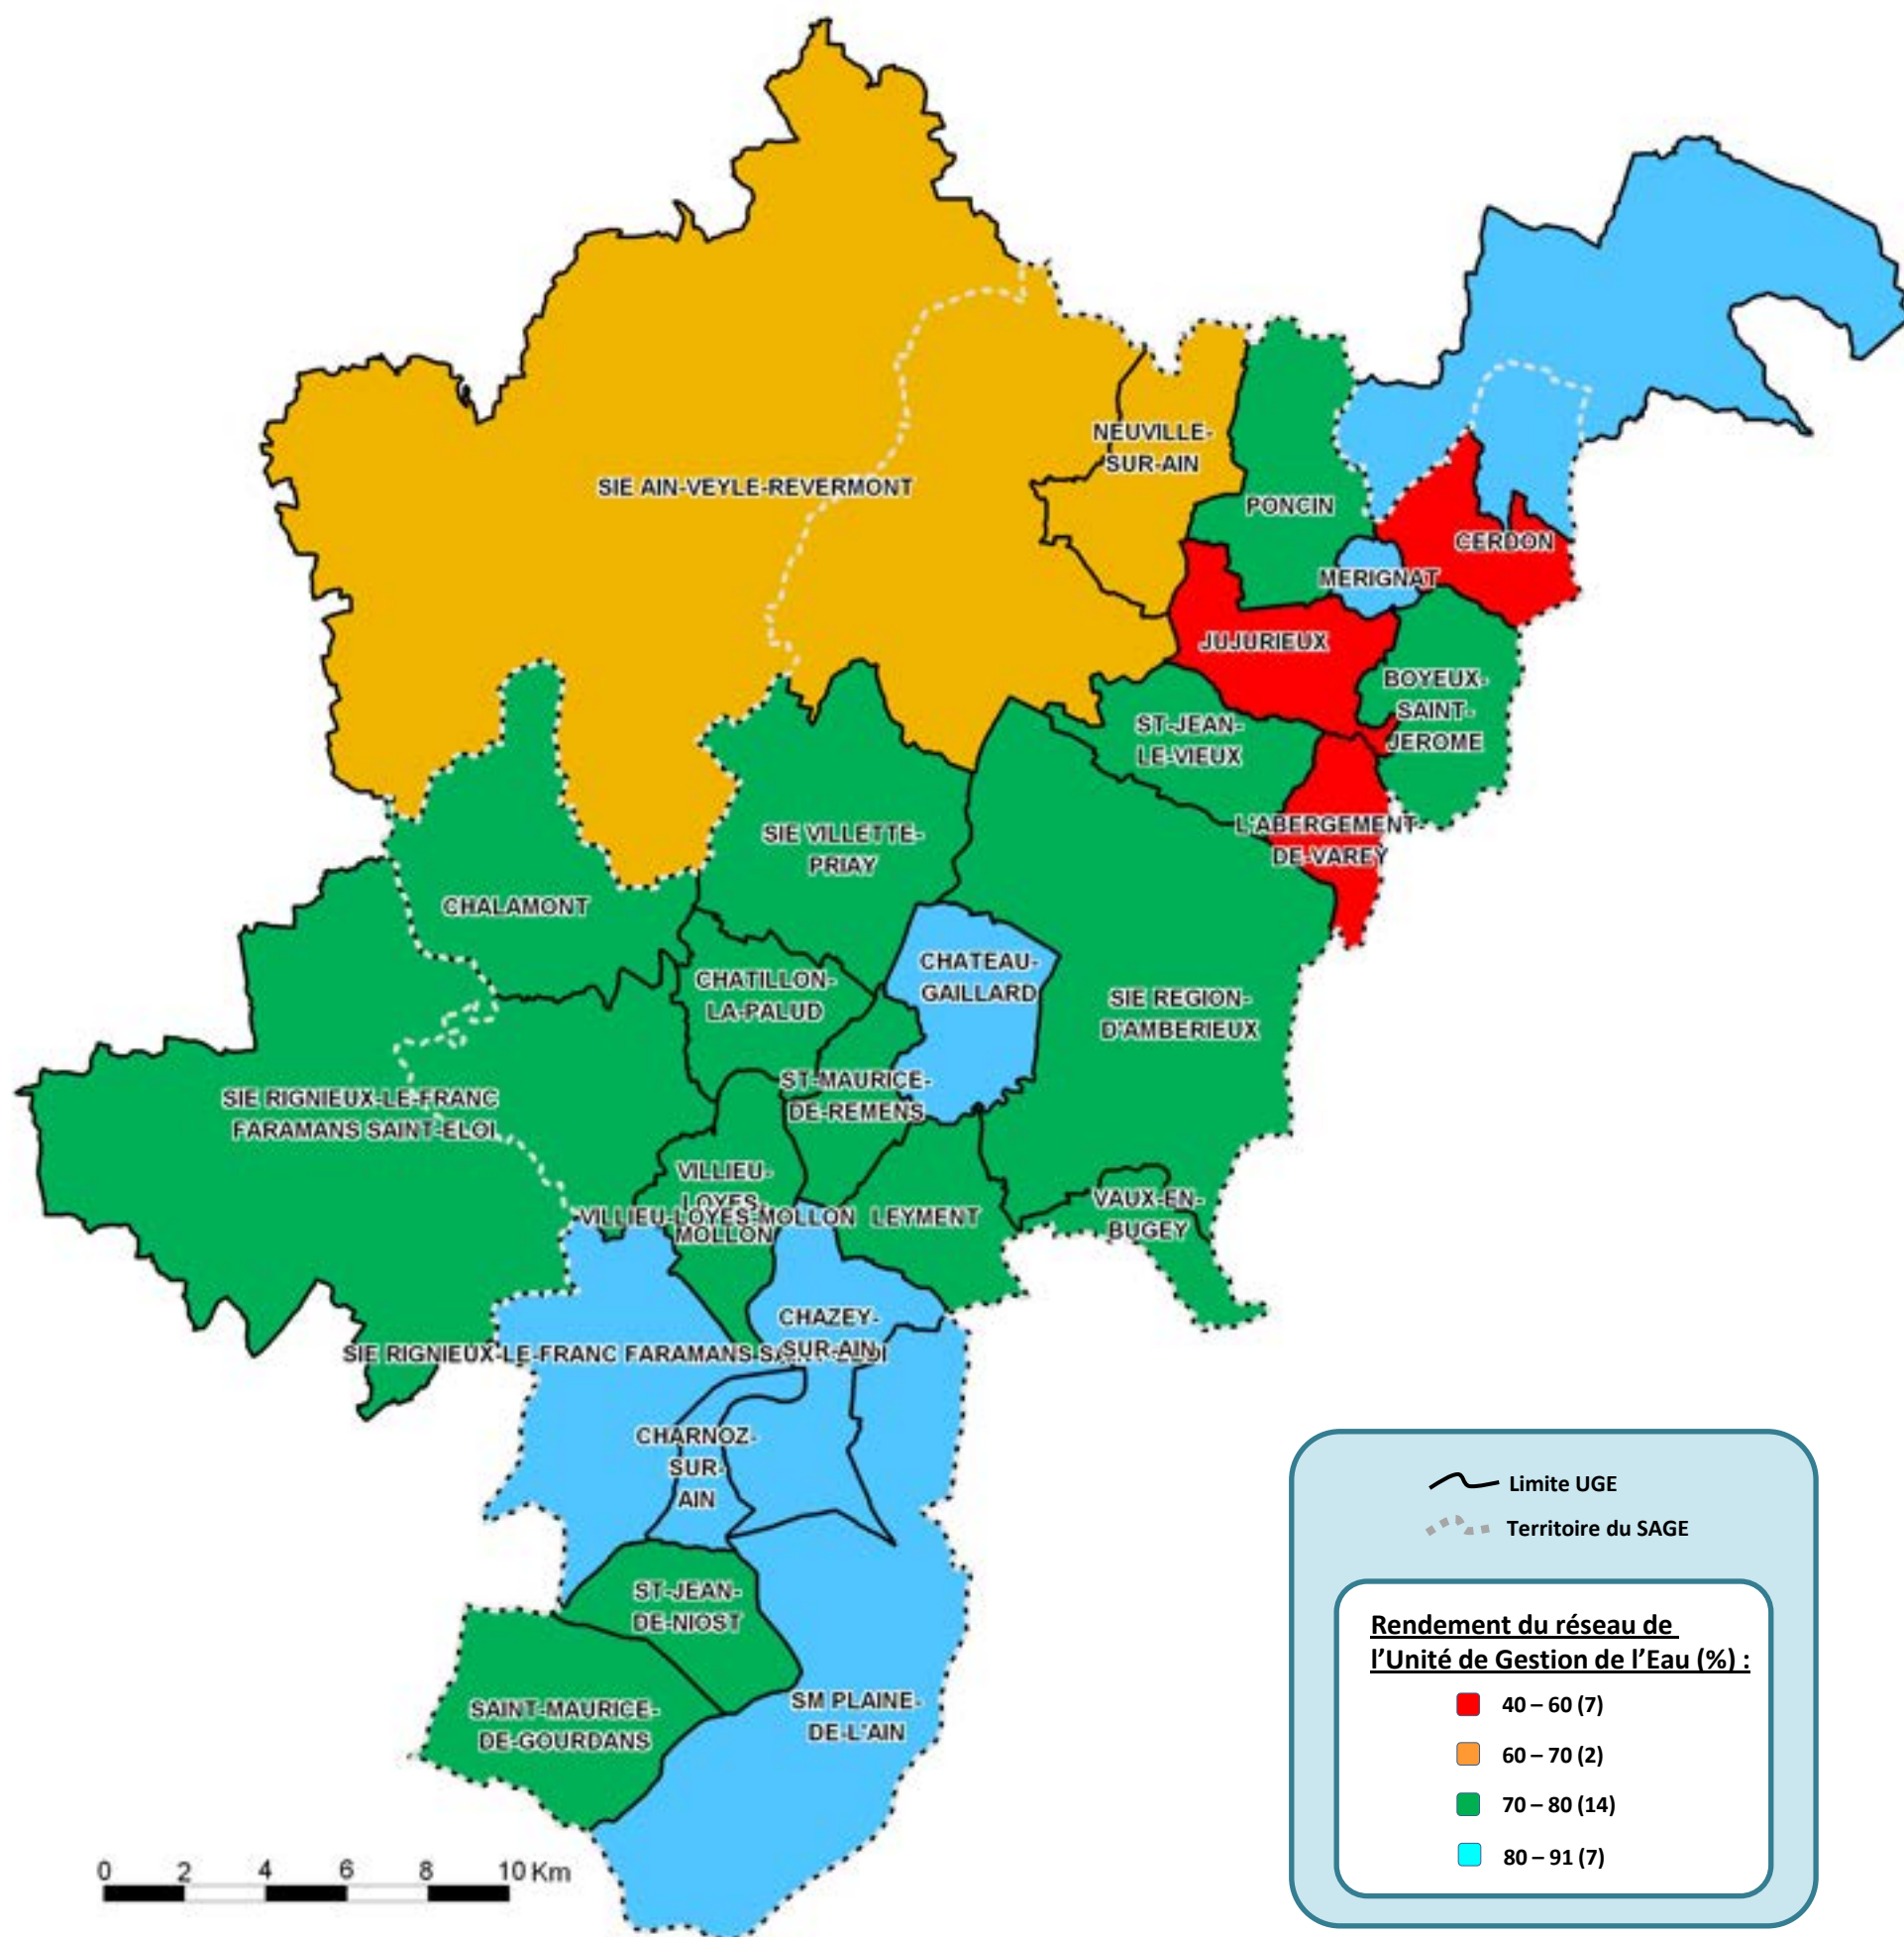 NEUVILLE-
SUR-AIN
SIE AIN-VEYLE-REVERMONT
PONCIN
CERDON
MERIGNAT
JUJURIEUX
BOYEUX-
SAINT-
JEROME
ST-JEAN-
LE-VIEUX
SIE VILLETTE-
PRIAY
L'ABERGEMENT-
DE-VAREY
CHALAMONT
CHATEAU-
GAILLARD
CHATILLON-
LA-PALUD
SIE REGION-
D'AMBERIEUX
ST-MAURICE-
DE-REMENS
SIE RIGNIEUX-LE-FRANC
FARAMANS SAINT-ELOI
VILLIEU-
LOYES-
MOLLON
VILLIEU-LOYES-MOLLON
LEYMENT
VAUX-EN-
BUGEY
CHAZEY-
SUR-AIN
SIE RIGNIEUX-LE-FRANC FARAMANS SAINT-ELOI
CHARNOZ-
SUR-
AIN
ST-JEAN-
DE-NIOST
SAINT-MAURICE-
DE-GOURDANS
SM PLAINE-
DE-L'AIN
0 2 4 6 8 10 Km
Limite UGE
Territoire du SAGE
Rendement du réseau de
l'Unité de Gestion de l'Eau (%) :
40 – 60 (7)
60 – 70 (2)
70 – 80 (14)
80 – 91 (7)